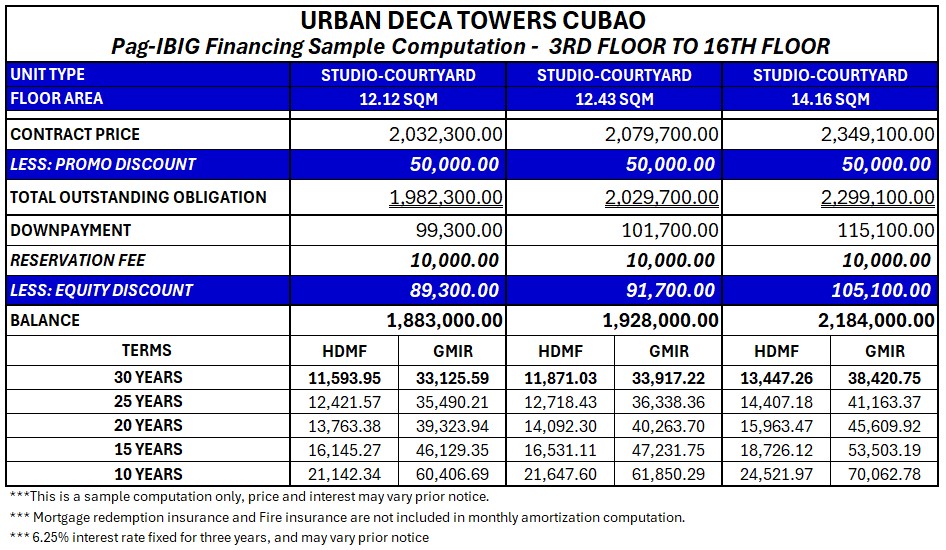 URBAN DECA TOWERS CUBAO
Pag-IBIG Financing Sample Computation - 3RD FLOOR TO 16TH FLOOR
UNIT TYPE STUDIO-COURTYARD STUDIO-COURTYARD STUDIO-COURTYARD
FLOOR AREA 12.12 SQM 12.43 SQM 14.16 SQM
CONTRACT PRICE 2,032,300.00 2,079,700.00 2,349,100.00
LESS: PROMO DISCOUNT 50,000.00 50,000.00 50,000.00
TOTAL OUTSTANDING OBLIGATION 1,982,300.00 2,029,700.00 2,299,100.00
DOWNPAYMENT 99,300.00 101,700.00 115,100.00
RESERVATION FEE 10,000.00 10,000.00 10,000.00
LESS: EQUITY DISCOUNT 89,300.00 91,700.00 105,100.00
BALANCE 1,883,000.00 1,928,000.00 2,184,000.00
TERMS HDMF GMIR HDMF GMIR HDMF GMIR
30 YEARS 11,593.95 33,125.59 11,871.03 33,917.22 13,447.26 38,420.75
25 YEARS 12,421.57 35,490.21 12,718.43 36,338.36 14,407.18 41,163.37
20 YEARS 13,763.38 39,323.94 14,092.30 40,263.70 15,963.47 45,609.92
15 YEARS 16,145.27 46,129.35 16,531.11 47,231.75 18,726.12 53,503.19
10 YEARS 21,142.34 60,406.69 21,647.60 61,850.29 24,521.97 70,062.78
***This is a sample computation only, price and interest may vary prior notice.
*** Mortgage redemption insurance and Fire insurance are not included in monthly amortization computation.
*** 6.25% interest rate fixed for three years, and may vary prior notice